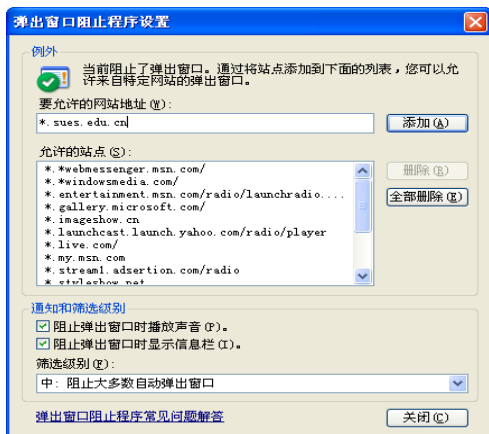 弹出窗口阻止程序设置
例外
当前阻止了弹出窗口。通过将站点添加到下面的列表，您可以允
许来自特定网站的弹出窗口。
要允许的网站地址(W):
*.sues.edu.cn
添加(A)
允许的站点(S):
*.*webmessenger.msn.com/
*.*windowsmedia.com/
*.entertainment.msn.com/radio/launchradio....
*.gallery.microsoft.com/
*.imageshow.cn
*.launchcast.launch.yahoo.com/radio/player
*.live.com/
*.my.msn.com
*.stream1.adsertion.com/radio
*.styleshow.net
删除(R)
全部删除(E)
通知和筛选级别
阻止弹出窗口时播放声音(P)。
阻止弹出窗口时显示信息栏(I)。
筛选级别(F):
中: 阻止大多数自动弹出窗口
弹出窗口阻止程序常见问题解答
关闭(C)